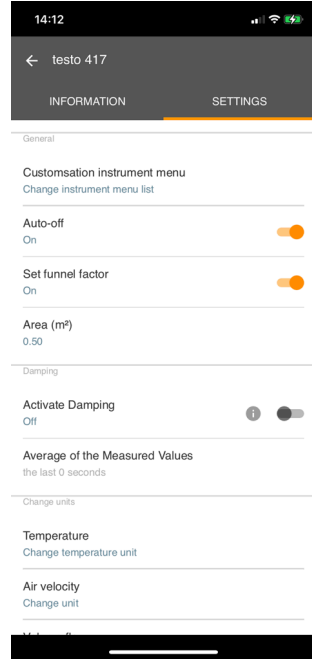 14:12
testo 417
INFORMATION SETTINGS
General
Customsation instrument menu
Change instrument menu list
Auto-off
On
Set funnel factor
On
Area (m²)
0.50
Damping
Activate Damping
Off
Average of the Measured Values
the last 0 seconds
Change units
Temperature
Change temperature unit
Air velocity
Change unit